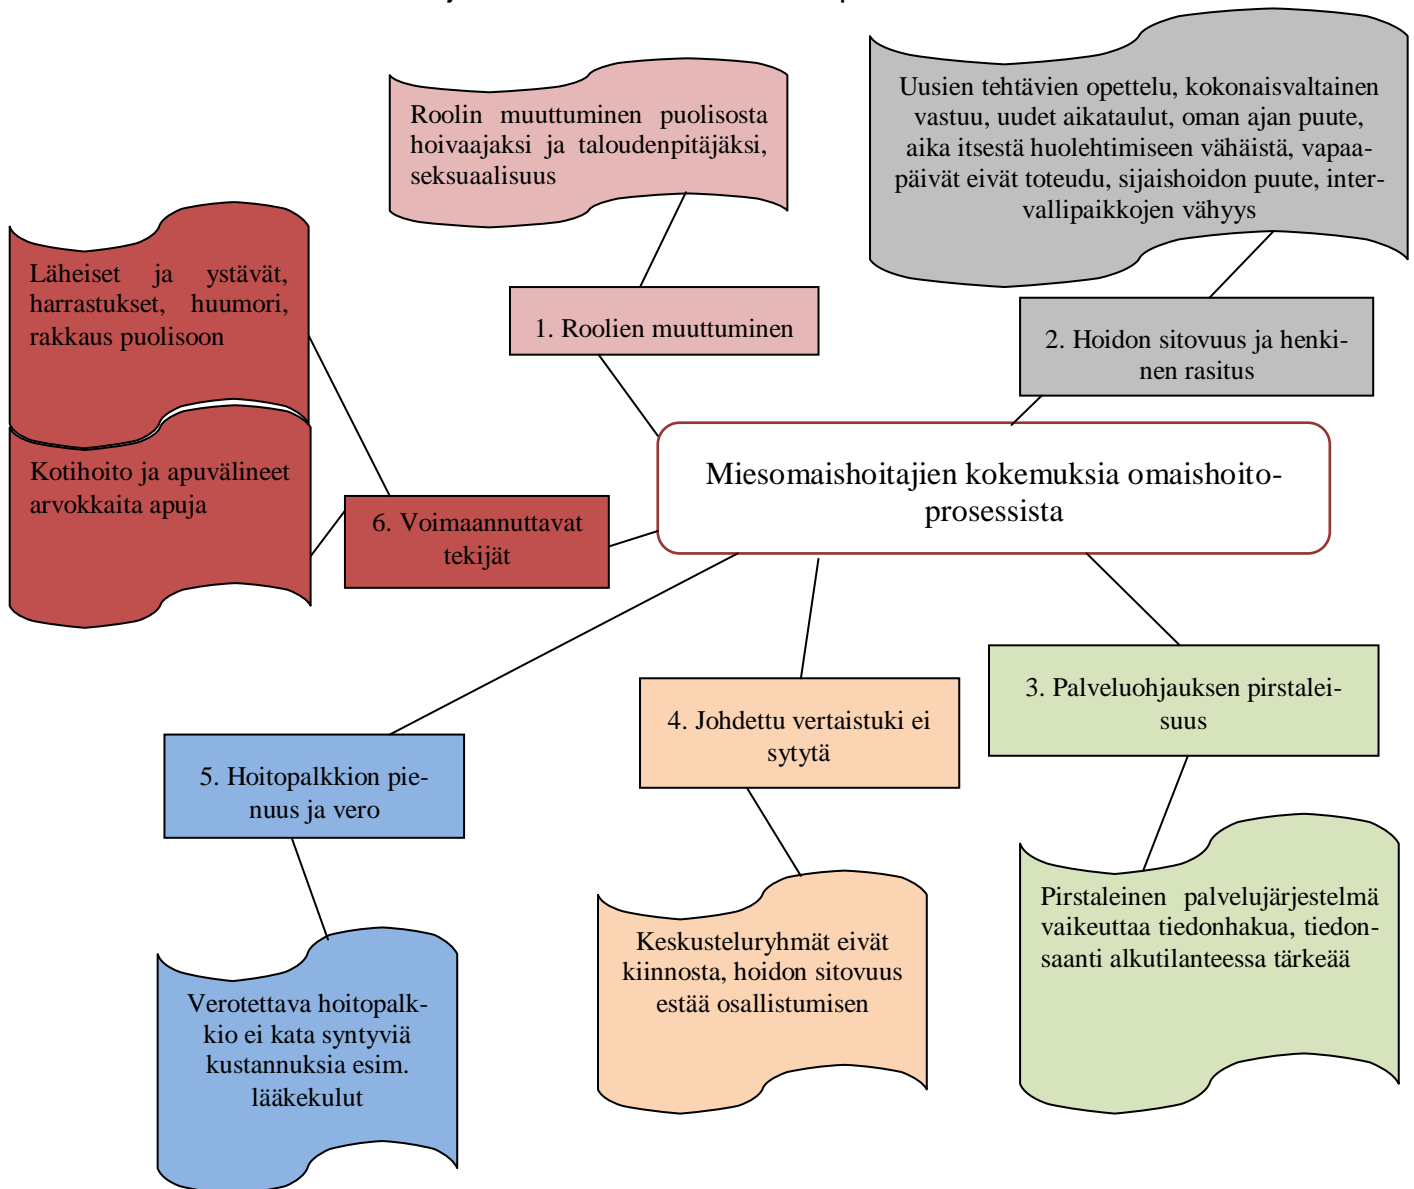 Roolin muuttuminen puolisosta
hoivaajaksi ja taloudenpitäjäksi,
seksuaalisuus
Uusien tehtävien opettelu, kokonaisvaltainen
vastuu, uudet aikataulut, oman ajan puute,
aika itsestä huolehtimiseen vähäistä, vapaa-
päivät eivät toteudu, sijaishoidon puute, inter-
vallipaikkojen vähyys
Läheiset ja ystävät,
harrastukset, huumori,
rakkaus puolisoon
1. Roolien muuttuminen
2. Hoidon sitovuus ja henki-
nen rasitus
Kotihoito ja apuvälineet
arvokkaita apuja
6. Voimaannuttavat
tekijät
Miesomaishoitajien kokemuksia omaishoito-
prosessista
3. Palveluohjauksen pirstalei-
suus
4. Johdettu vertaistuki ei
sytytä
5. Hoitopalkkion pie-
nuus ja vero
Pirstaleinen palvelujärjestelmä
vaikeuttaa tiedonhakua, tiedon-
saanti alkutilanteessa tärkeää
Keskusteluryhmät eivät
kiinnosta, hoidon sitovuus
estää osallistumisen
Verotettava hoitopalk-
kio ei kata syntyviä
kustannuksia esim.
lääkekulut